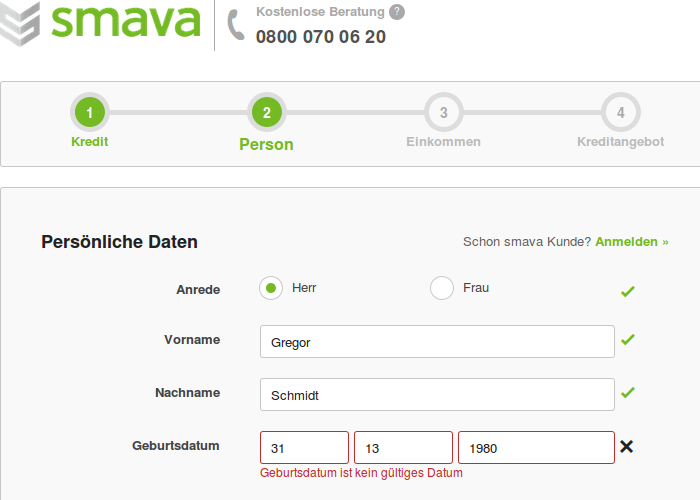 smava
Kostenlose Beratung ?
0800 070 06 20
1 2 3 4
Kredit Person Einkommen Kreditangebot
Persönliche Daten Schon smava Kunde? Anmelden »
Anrede Herr Frau
Vorname Gregor
Nachname Schmidt
Geburtsdatum 31 13 1980
Geburtsdatum ist kein gültiges Datum